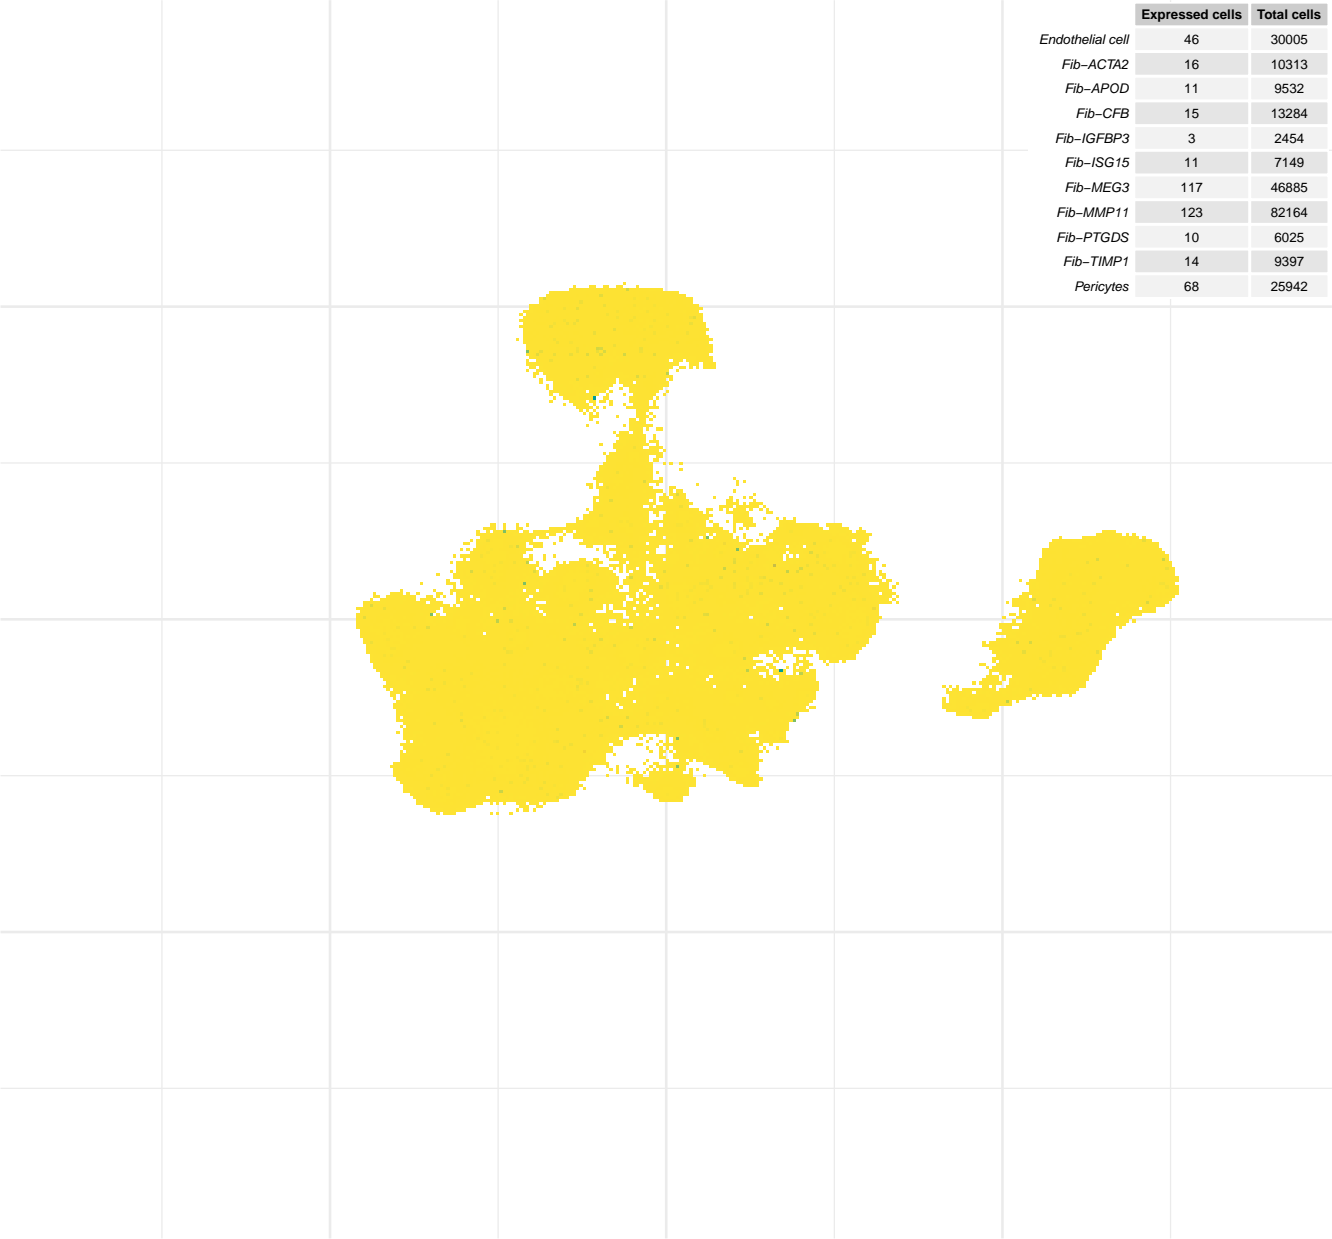 Expressed cells Total cells
Endothelial cell 46 30005
Fib−ACTA2 16 10313
Fib−APOD 11 9532
Fib−CFB 15 13284
Fib−IGFBP3 3 2454
Fib−ISG15 11 7149
Fib−MEG3 117 46885
Fib−MMP11 123 82164
Fib−PTGDS 10 6025
Fib−TIMP1 14 9397
Pericytes 68 25942